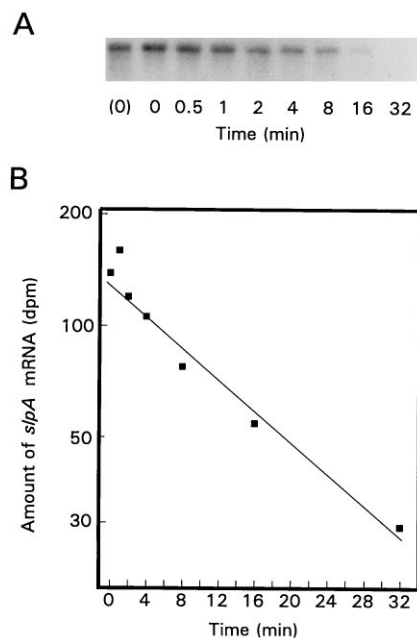 A
(0) 0 0.5 1 2 4 8 16 32
Time (min)
B
200
100
50
30
Amount of slpA mRNA (dpm)
0 4 8 12 16 20 24 28 32
Time (min)